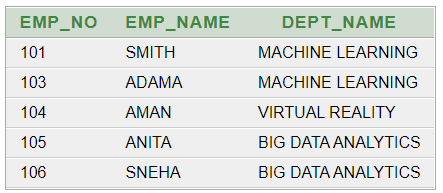 EMP_NO EMP_NAME DEPT_NAME
101 SMITH MACHINE LEARNING
103 ADAMA MACHINE LEARNING
104 AMAN VIRTUAL REALITY
105 ANITA BIG DATA ANALYTICS
106 SNEHA BIG DATA ANALYTICS